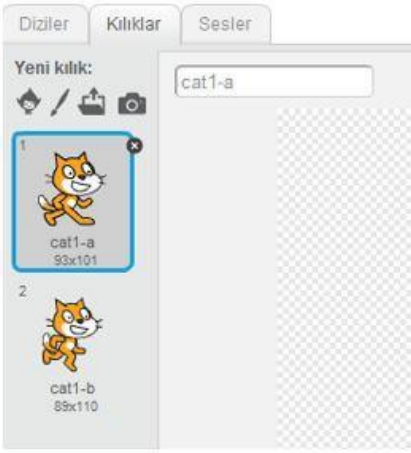 Diziler Kılıklar Sesler
Yeni kılık:
cat1-a
1
cat1-a
93x101
2
cat1-b
89x110